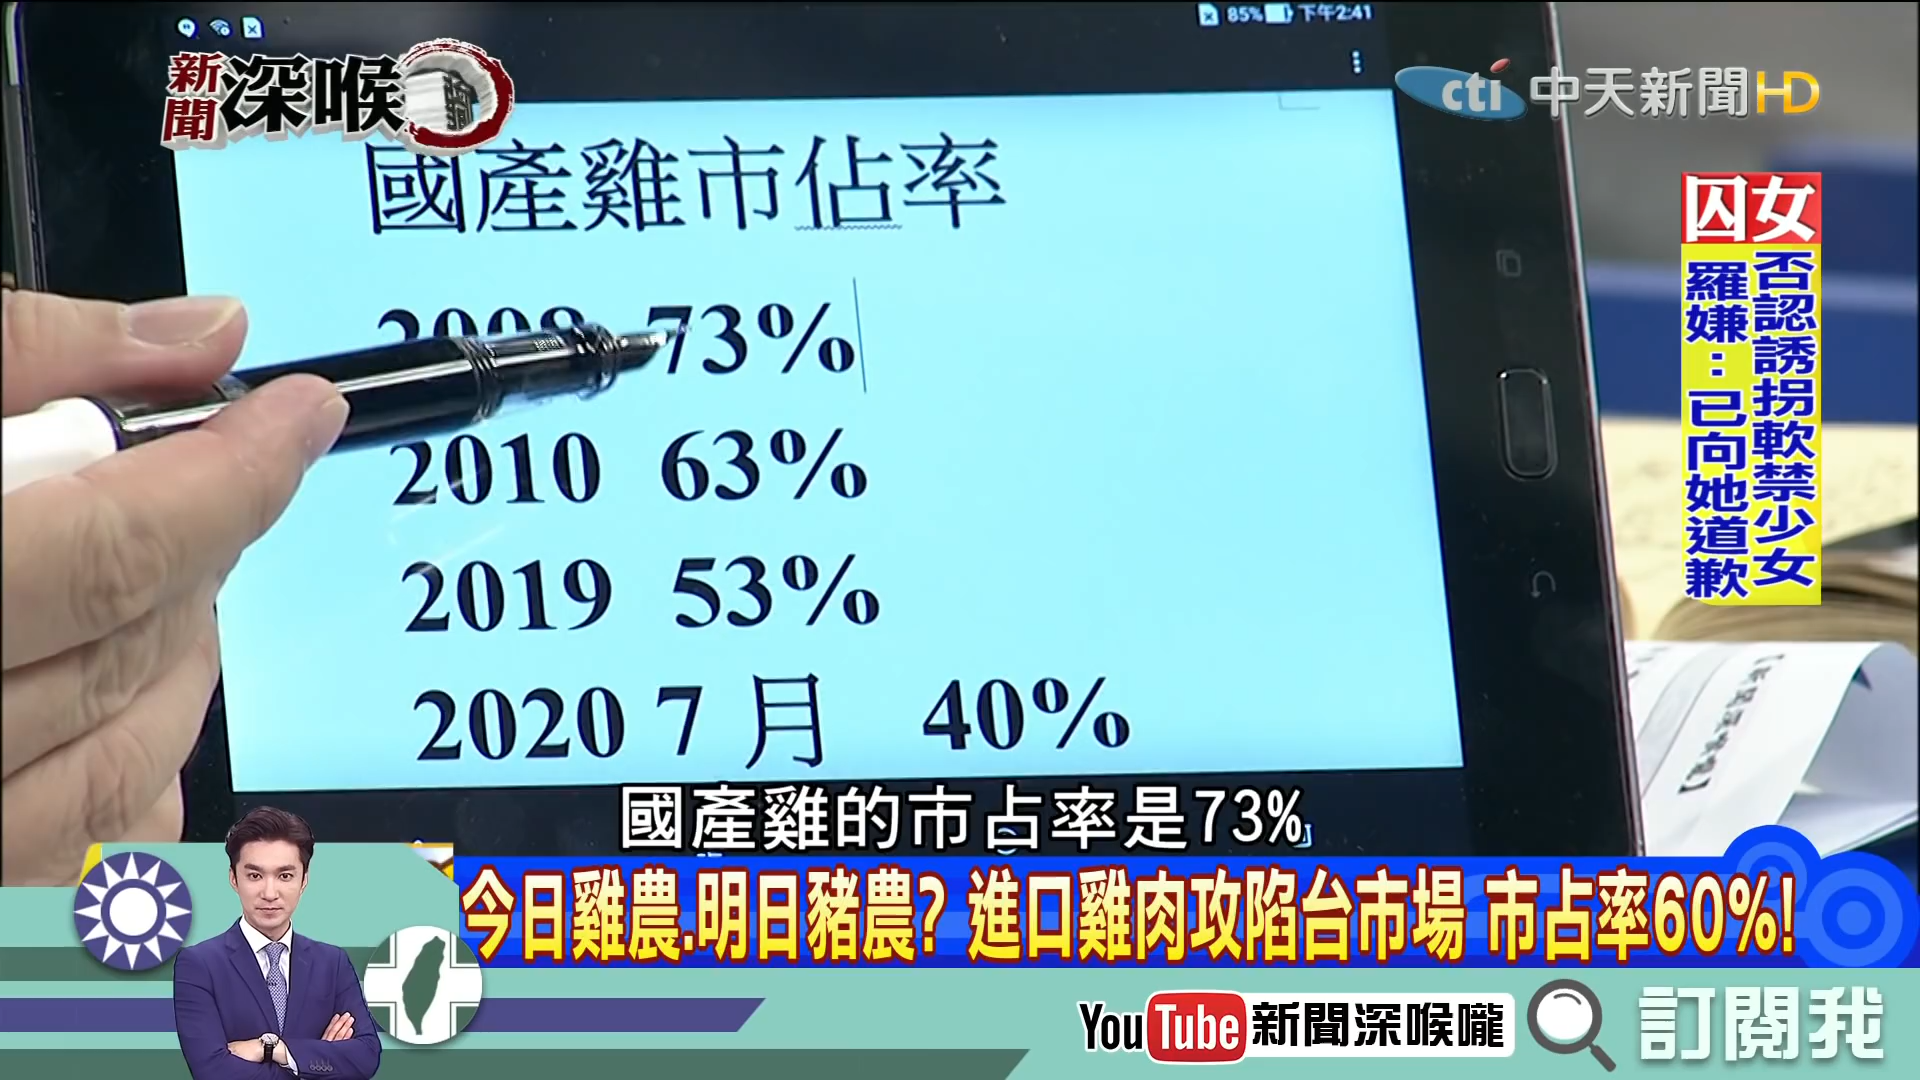 85% 下午2:41
新聞深喉
cti 中天新聞HD
國產雞市佔率
2008 73%
2010 63%
2019 53%
2020 7 月 40%
囚女
否認誘拐軟禁少女
羅嫌：已向她道歉
國產雞的市占率是73%
今日雞農.明日豬農? 進口雞肉攻陷台市場 市占率60%!
YouTube 新聞深喉嚨
訂閱我